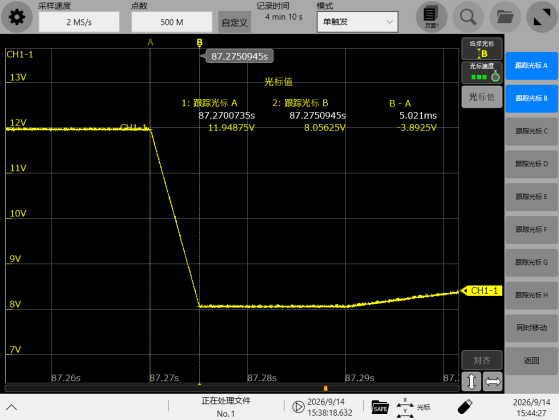 采样速度
2 MS/s
点数
500 M
自定义
记录时间
4 min 10 s
模式
单触发
页面1
A
B
CH1-1
87.2750945s
13V
12V
11V
10V
9V
8V
7V
光标值
1: 跟踪光标 A
2: 跟踪光标 B
B - A
87.2700735s
87.2750945s
5.021ms
CH1-1
11.94875V
8.05625V
-3.8925V
87.26s
87.27s
87.28s
87.29s
CH1-1
选择光标
B
光标速度
光标值
对齐
跟踪光标 A
跟踪光标 B
跟踪光标 C
跟踪光标 D
跟踪光标 E
跟踪光标 F
跟踪光标 G
跟踪光标 H
同时移动
返回
正在处理文件
No. 1
2026/9/14
15:38:18.632
SAFE
X
Y
光标
2026/9/14
15:44:27